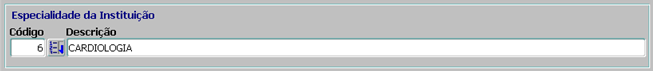 Especialidade da Instituição
Código Descrição
6 CARDIOLOGIA